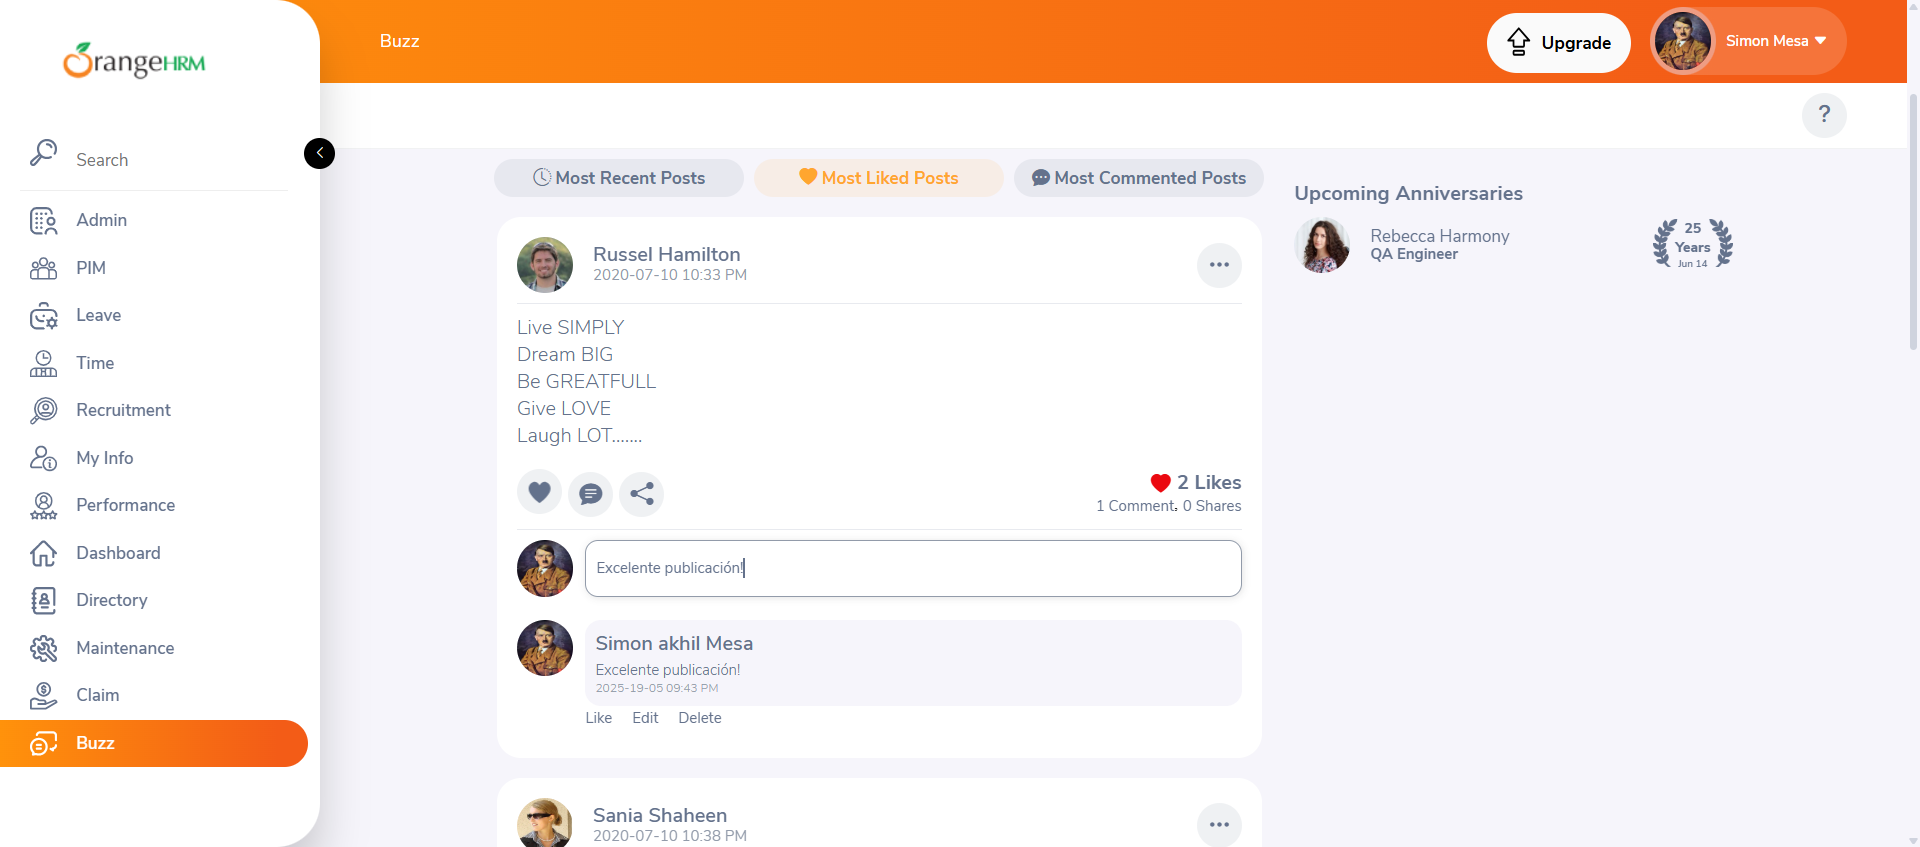 OrangeHRM
Search
Admin
PIM
Leave
Time
Recruitment
My Info
Performance
Dashboard
Directory
Maintenance
Claim
Buzz
Buzz
Upgrade
Simon Mesa
?
Most Recent Posts
Most Liked Posts
Most Commented Posts
Russel Hamilton
2020-07-10 10:33 PM
Live SIMPLY
Dream BIG
Be GREATFULL
Give LOVE
Laugh LOT.......
2 Likes
1 Comment, 0 Shares
Excelente publicación!
Simon akhil Mesa
Excelente publicación!
2025-19-05 09:43 PM
Like Edit Delete
Sania Shaheen
2020-07-10 10:38 PM
Upcoming Anniversaries
Rebecca Harmony
QA Engineer
25
Years
Jun 14